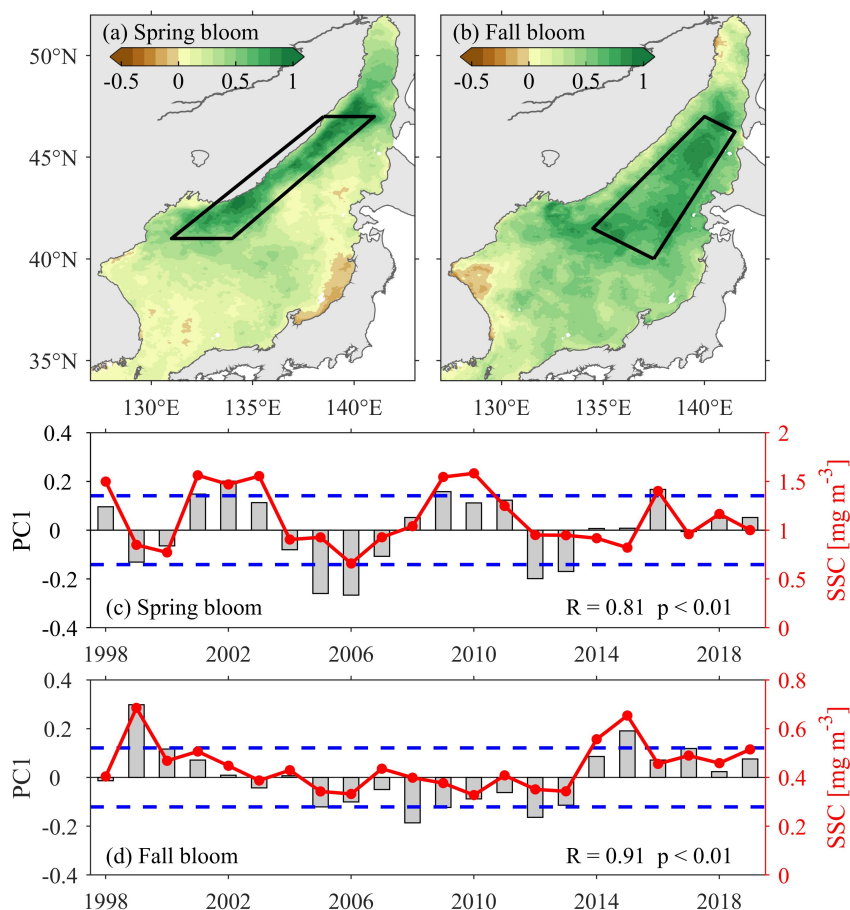 (a) Spring bloom
-0.5 0 0.5 1
(b) Fall bloom
-0.5 0 0.5 1
50°N
45°N
40°N
35°N
130°E 135°E 140°E
130°E 135°E 140°E
0.4
0.2
0
-0.2
-0.4
PC1
2
1.5
1
0.5
0
SSC [mg m-3]
(c) Spring bloom
R = 0.81 p < 0.01
1998 2002 2006 2010 2014 2018
0.4
0.2
0
-0.2
-0.4
PC1
0.8
0.6
0.4
0.2
0
SSC [mg m-3]
(d) Fall bloom
R = 0.91 p < 0.01
1998 2002 2006 2010 2014 2018